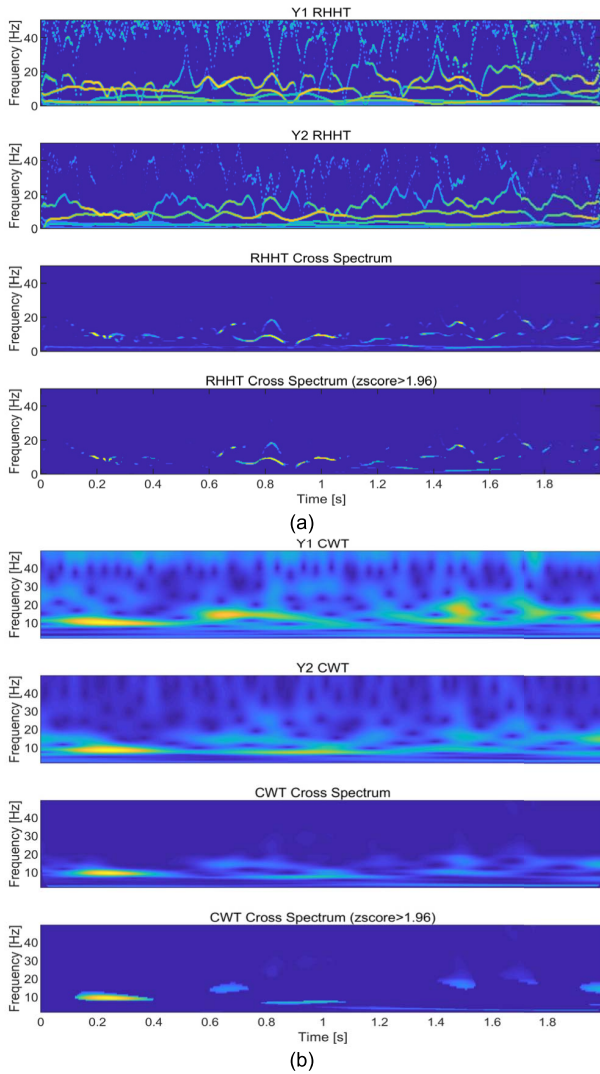 Y1 RHHT
Frequency [Hz]
40
20
0
Y2 RHHT
Frequency [Hz]
40
20
0
RHHT Cross Spectrum
Frequency [Hz]
40
20
0
RHHT Cross Spectrum (zscore>1.96)
Frequency [Hz]
40
20
0
0 0.2 0.4 0.6 0.8 1 1.2 1.4 1.6 1.8
Time [s]
(a)
Y1 CWT
Frequency [Hz]
40
30
20
10
Y2 CWT
Frequency [Hz]
40
30
20
10
CWT Cross Spectrum
Frequency [Hz]
40
30
20
10
CWT Cross Spectrum (zscore>1.96)
Frequency [Hz]
40
30
20
10
0 0.2 0.4 0.6 0.8 1 1.2 1.4 1.6 1.8
Time [s]
(b)